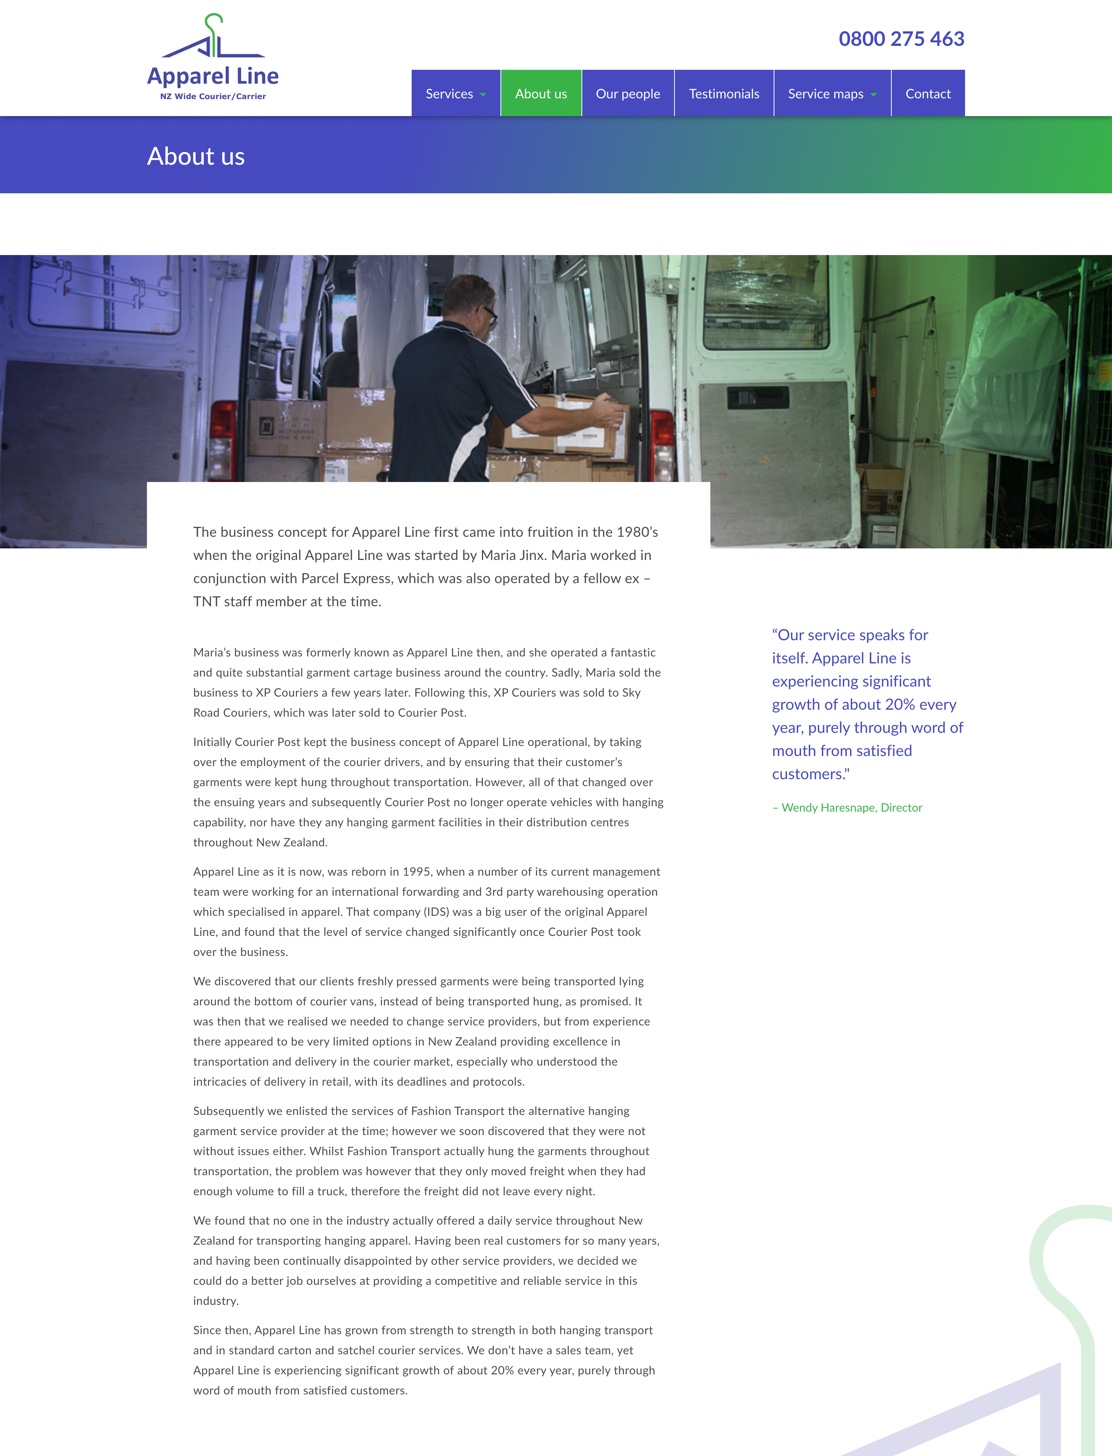 Apparel Line
NZ Wide Courier/Carrier
0800 275 463
Services
About us
Our people
Testimonials
Service maps
Contact
About us
The business concept for Apparel Line first came into fruition in the 1980’s
when the original Apparel Line was started by Maria Jinx. Maria worked in
conjunction with Parcel Express, which was also operated by a fellow ex –
TNT staff member at the time.
Maria’s business was formerly known as Apparel Line then, and she operated a fantastic
and quite substantial garment cartage business around the country. Sadly, Maria sold the
business to XP Couriers a few years later. Following this, XP Couriers was sold to Sky
Road Couriers, which was later sold to Courier Post.
Initially Courier Post kept the business concept of Apparel Line operational, by taking
over the employment of the courier drivers, and by ensuring that their customer’s
garments were kept hung throughout transportation. However, all of that changed over
the ensuing years and subsequently Courier Post no longer operate vehicles with hanging
capability, nor have they any hanging garment facilities in their distribution centres
throughout New Zealand.
Apparel Line as it is now, was reborn in 1995, when a number of its current management
team were working for an international forwarding and 3rd party warehousing operation
which specialised in apparel. That company (IDS) was a big user of the original Apparel
Line, and found that the level of service changed significantly once Courier Post took
over the business.
We discovered that our clients freshly pressed garments were being transported lying
around the bottom of courier vans, instead of being transported hung, as promised. It
was then that we realised we needed to change service providers, but from experience
there appeared to be very limited options in New Zealand providing excellence in
transportation and delivery in the courier market, especially who understood the
intricacies of delivery in retail, with its deadlines and protocols.
Subsequently we enlisted the services of Fashion Transport the alternative hanging
garment service provider at the time; however we soon discovered that they were not
without issues either. Whilst Fashion Transport actually hung the garments throughout
transportation, the problem was however that they only moved freight when they had
enough volume to fill a truck, therefore the freight did not leave every night.
We found that no one in the industry actually offered a daily service throughout New
Zealand for transporting hanging apparel. Having been real customers for so many years,
and having been continually disappointed by other service providers, we decided we
could do a better job ourselves at providing a competitive and reliable service in this
industry.
Since then, Apparel Line has grown from strength to strength in both hanging transport
and in standard carton and satchel courier services. We don’t have a sales team, yet
Apparel Line is experiencing significant growth of about 20% every year, purely through
word of mouth from satisfied customers.
“Our service speaks for
itself. Apparel Line is
experiencing significant
growth of about 20% every
year, purely through word of
mouth from satisfied
customers."
– Wendy Haresnape, Director